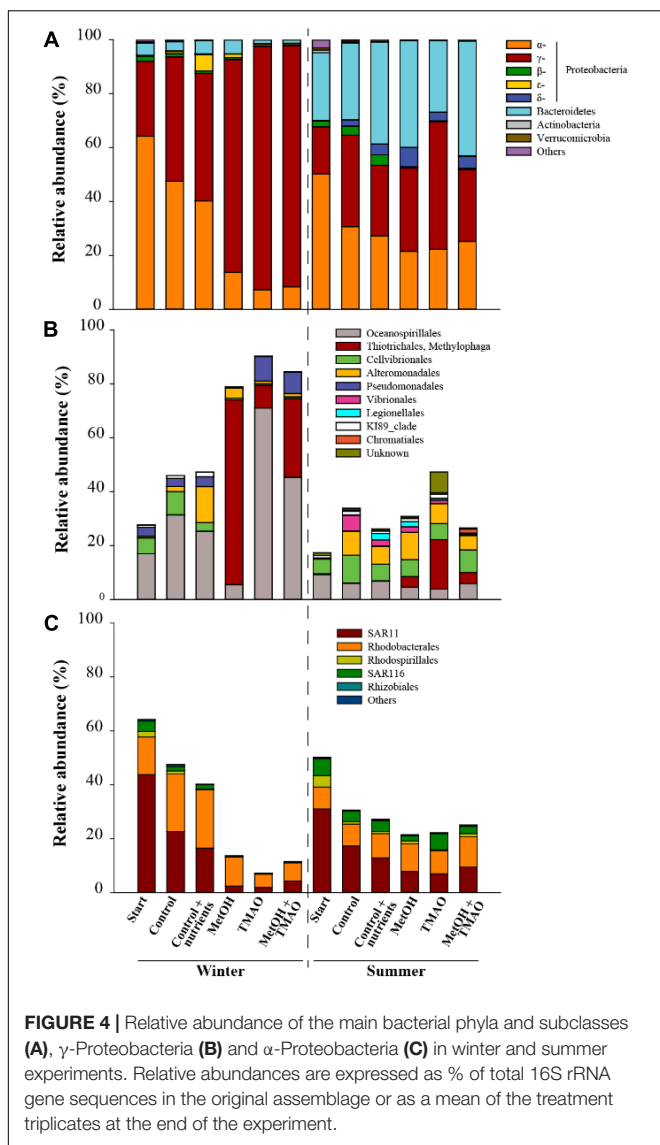 A
Relative abundance (%)
100
80
60
40
20
0
α-
γ-
β-
ε-
δ-
Proteobacteria
Bacteroidetes
Actinobacteria
Verrucomicrobia
Others
B
Relative abundance (%)
100
80
60
40
20
0
Oceanospirillales
Thiotrichales, Methylophaga
Cellvibrionales
Alteromonadales
Pseudomonadales
Vibrionales
Legionellales
KI89_clade
Chromatiales
Unknown
C
Relative abundance (%)
100
80
60
40
20
0
SAR11
Rhodobacterales
Rhodospirillales
SAR116
Rhizobiales
Others
Start
Control
Control +
nutrients
MetOH
TMAO
MetOH +
TMAO
Start
Control
Control +
nutrients
MetOH
TMAO
MetOH +
TMAO
Winter
Summer
FIGURE 4 | Relative abundance of the main bacterial phyla and subclasses
(A), γ-Proteobacteria (B) and α-Proteobacteria (C) in winter and summer
experiments. Relative abundances are expressed as % of total 16S rRNA
gene sequences in the original assemblage or as a mean of the treatment
triplicates at the end of the experiment.